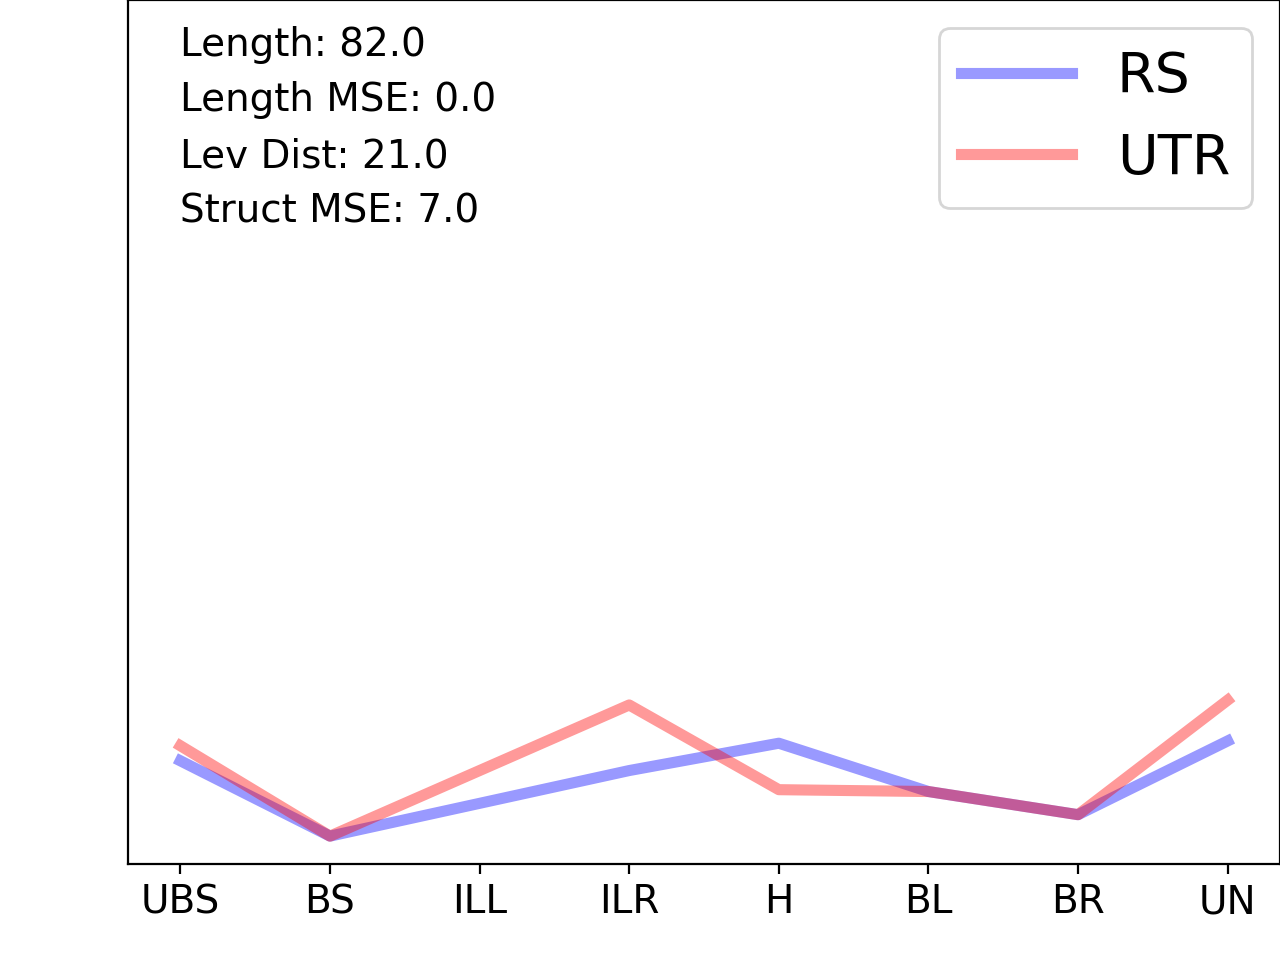 Length: 82.0
Length MSE: 0.0
Lev Dist: 21.0
Struct MSE: 7.0
RS
UTR
UBS BS ILL ILR H BL BR UN